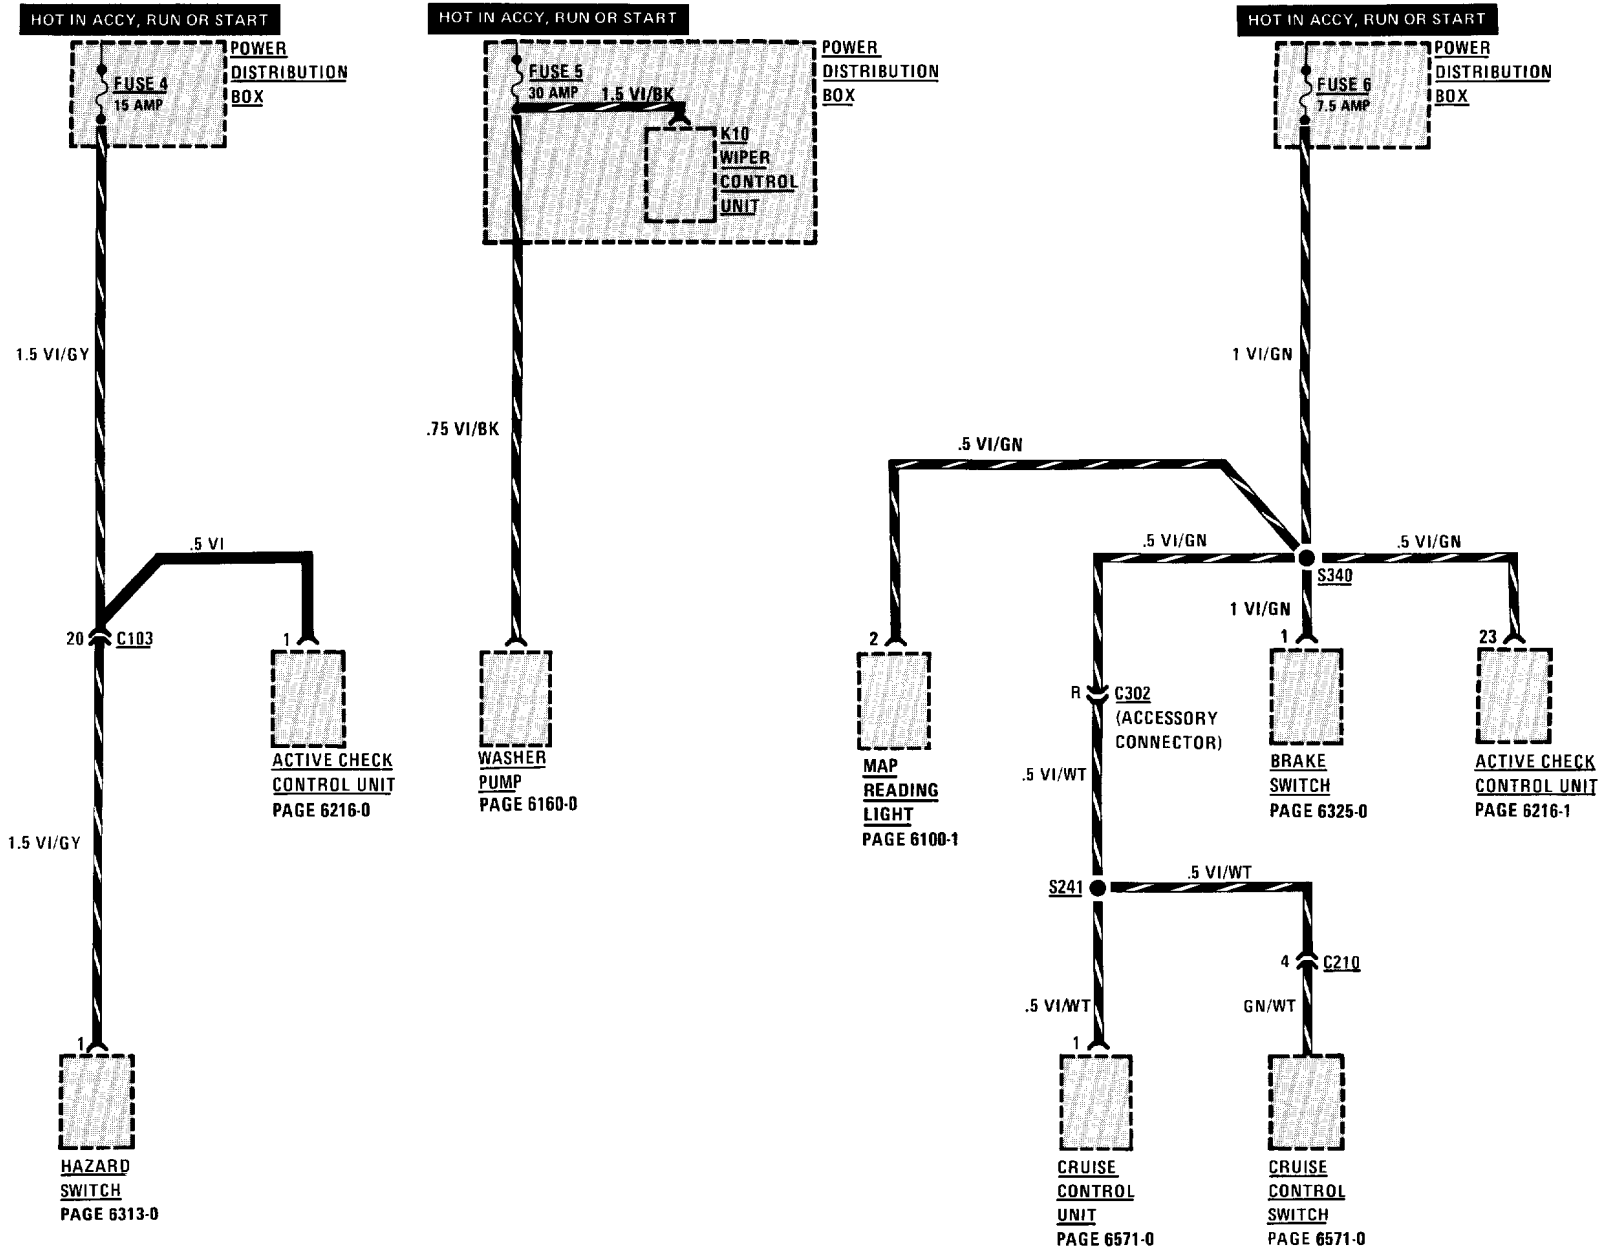 HOT IN ACCY, RUN OR START
POWER
DISTRIBUTION
BOX
FUSE 4
15 AMP
1.5 VI/GY
.5 VI
20
C103
1
ACTIVE CHECK
CONTROL UNIT
PAGE 6216-0
1.5 VI/GY
1
HAZARD
SWITCH
PAGE 6313-0
HOT IN ACCY, RUN OR START
POWER
DISTRIBUTION
BOX
FUSE 5
30 AMP
1.5 VI/BK
K10
WIPER
CONTROL
UNIT
.75 VI/BK
WASHER
PUMP
PAGE 6160-0
HOT IN ACCY, RUN OR START
POWER
DISTRIBUTION
BOX
FUSE 6
7.5 AMP
1 VI/GN
.5 VI/GN
.5 VI/GN
.5 VI/GN
S340
1 VI/GN
2
MAP
READING
LIGHT
PAGE 6100-1
R
C302
(ACCESSORY
CONNECTOR)
1
BRAKE
SWITCH
PAGE 6325-0
23
ACTIVE CHECK
CONTROL UNIT
PAGE 6216-1
.5 VI/WT
S241
.5 VI/WT
4
C210
.5 VI/WT
GN/WT
1
CRUISE
CONTROL
UNIT
PAGE 6571-0
CRUISE
CONTROL
SWITCH
PAGE 6571-0